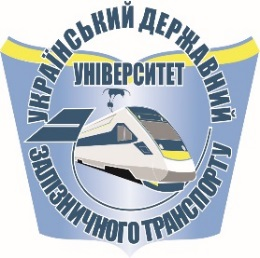 УКРАЇНСЬКИЙ ДЕРЖАВНИЙ
УНІВЕРСИТЕТ
ЗАЛІЗНИЧНОГО ТРАНСПОРТУ